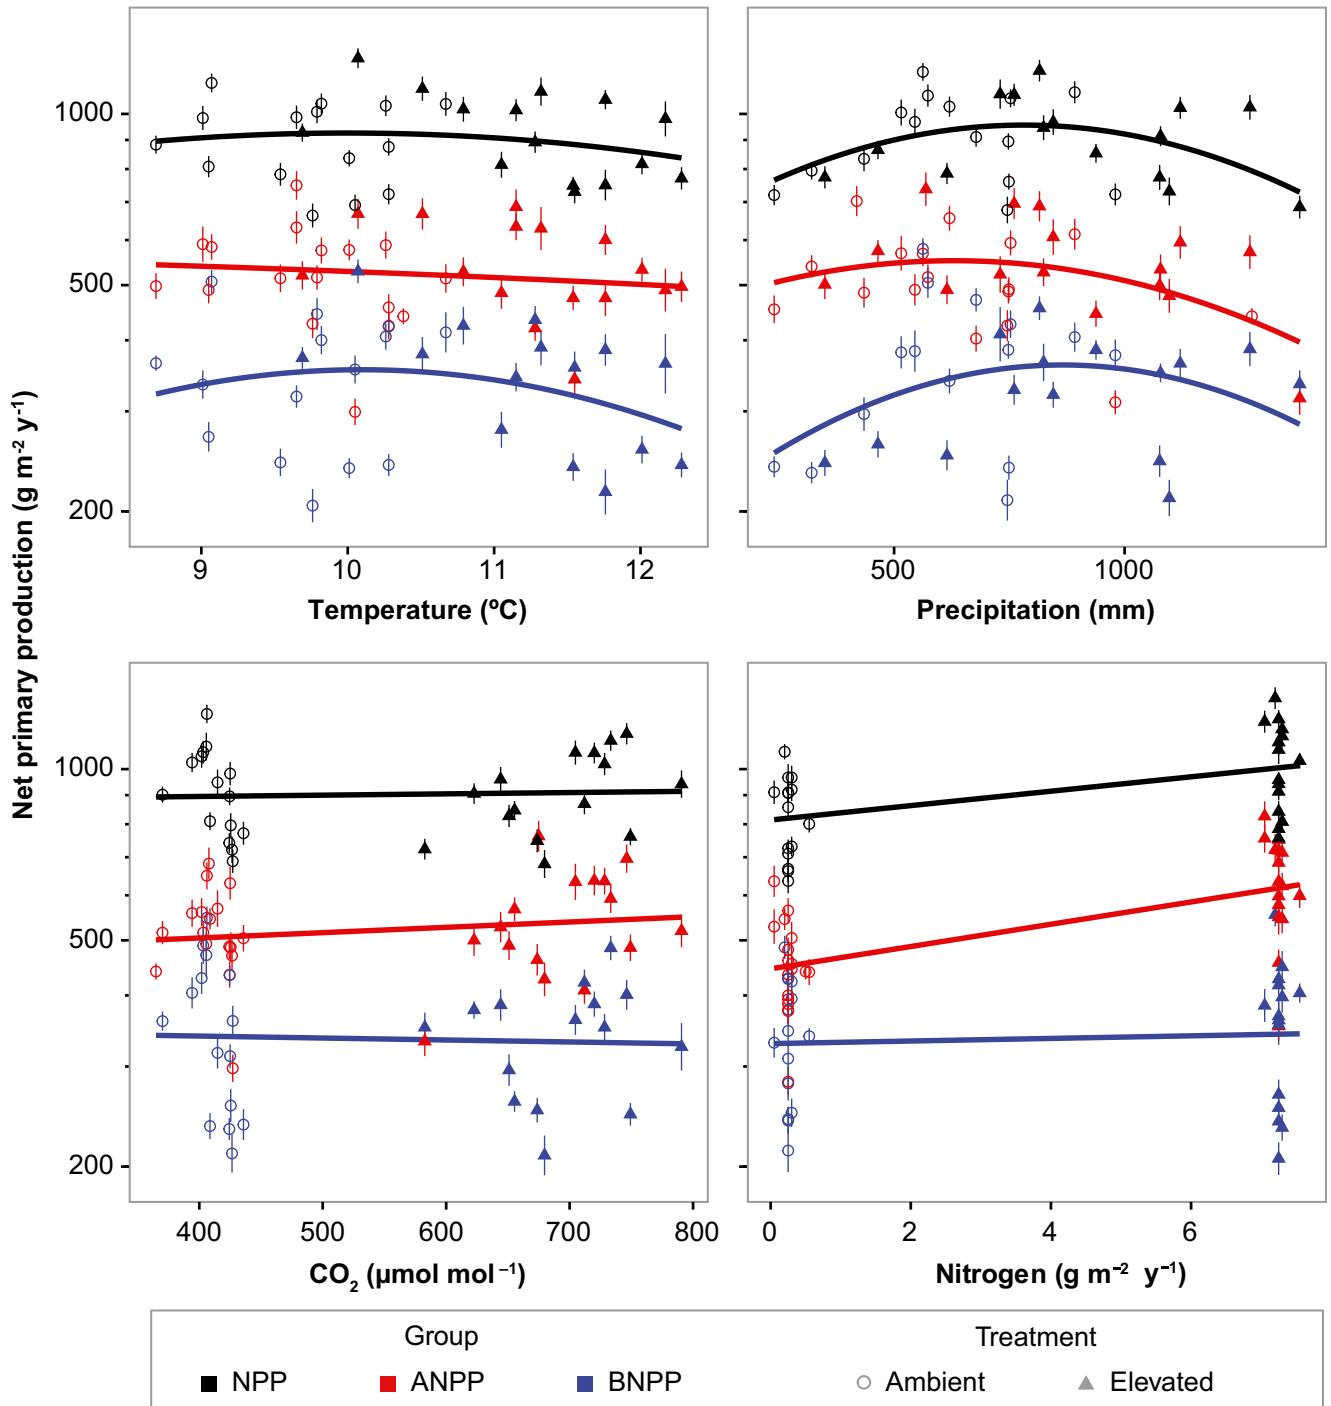 Net primary production (g m⁻² y⁻¹)
1000
500
200
9 10 11 12
Temperature (ºC)
500 1000
Precipitation (mm)
1000
500
200
400 500 600 700 800
CO₂ (µmol mol⁻¹)
0 2 4 6
Nitrogen (g m⁻² y⁻¹)
Group Treatment
NPP ANPP BNPP Ambient Elevated